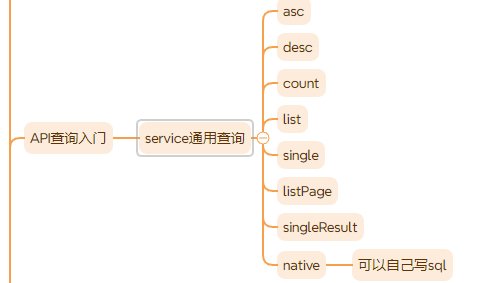 asc
desc
count
list
API查询入门
service通用查询
single
listPage
singleResult
native
可以自己写sql